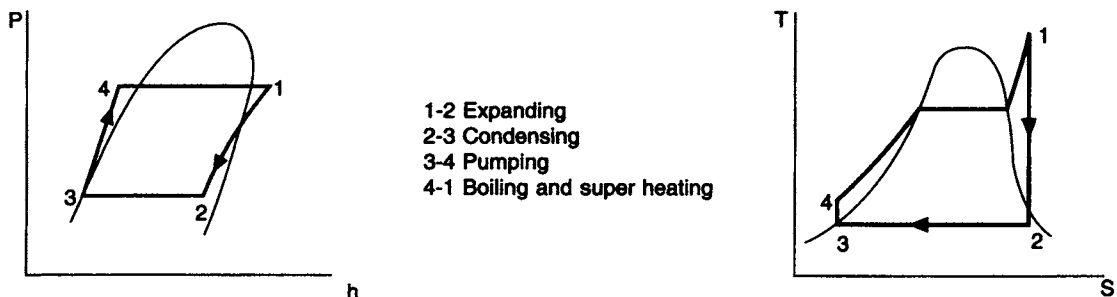 P
4
1
3
2
h
1-2 Expanding
2-3 Condensing
3-4 Pumping
4-1 Boiling and super heating
T
1
4
3
2
S